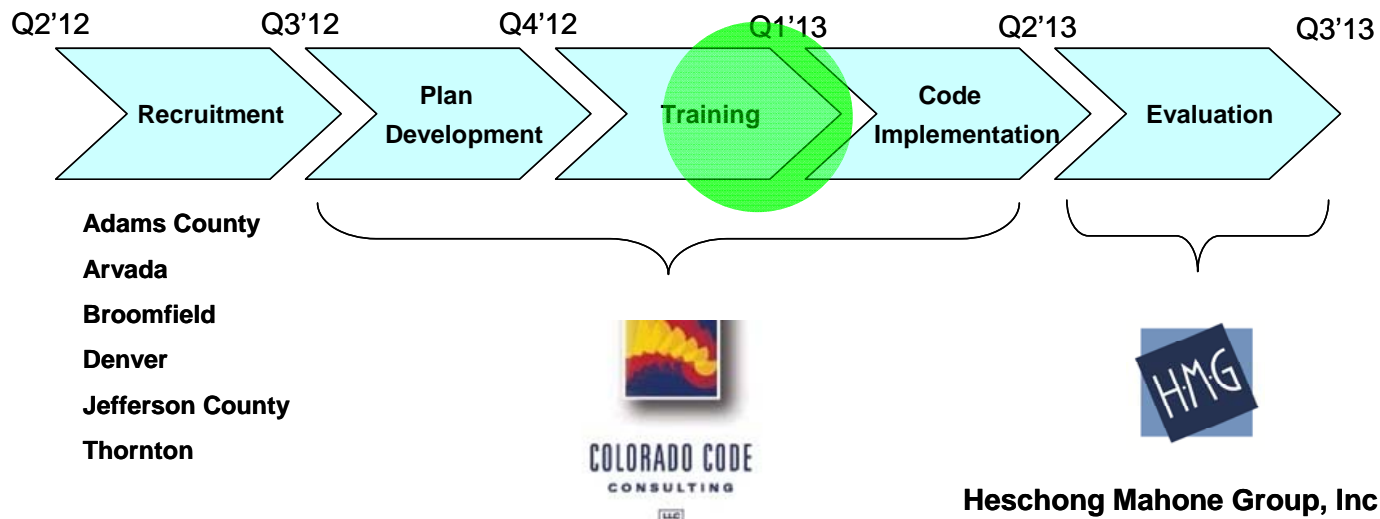 Q2’12 Q3’12 Q4’12 Q1’13 Q2’13 Q3’13
Recruitment
Plan
Development
Training
Code
Implementation
Evaluation
Adams County
Arvada
Broomfield
Denver
Jefferson County
Thornton
COLORADO CODE
CONSULTING
LLC
H·M·G
Heschong Mahone Group, Inc